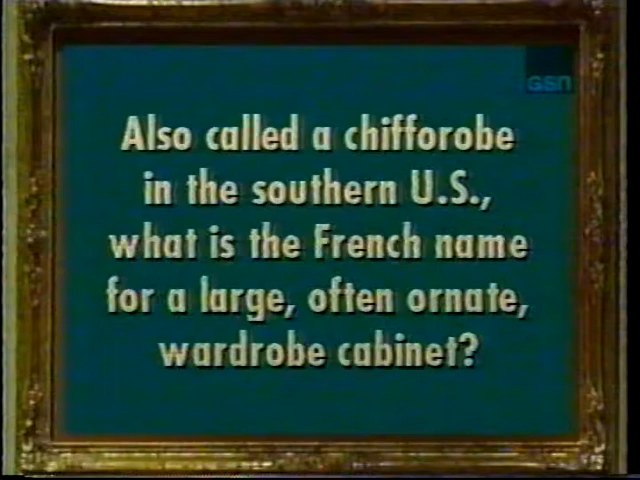 GSN
Also called a chifforobe
in the southern U.S.,
what is the French name
for a large, often ornate,
wardrobe cabinet?